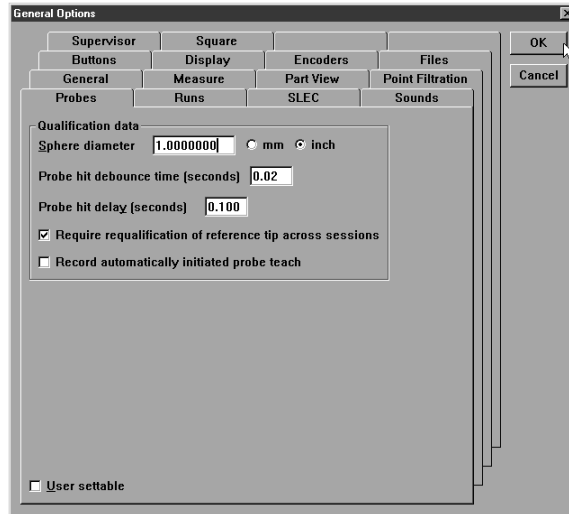 General Options
Supervisor Square
OK
Buttons Display Encoders Files
Cancel
General Measure Part View Point Filtration
Probes Runs SLEC Sounds
Qualification data
Sphere diameter 1.0000000 mm inch
Probe hit debounce time (seconds) 0.02
Probe hit delay (seconds) 0.100
Require requalification of reference tip across sessions
Record automatically initiated probe teach
User settable